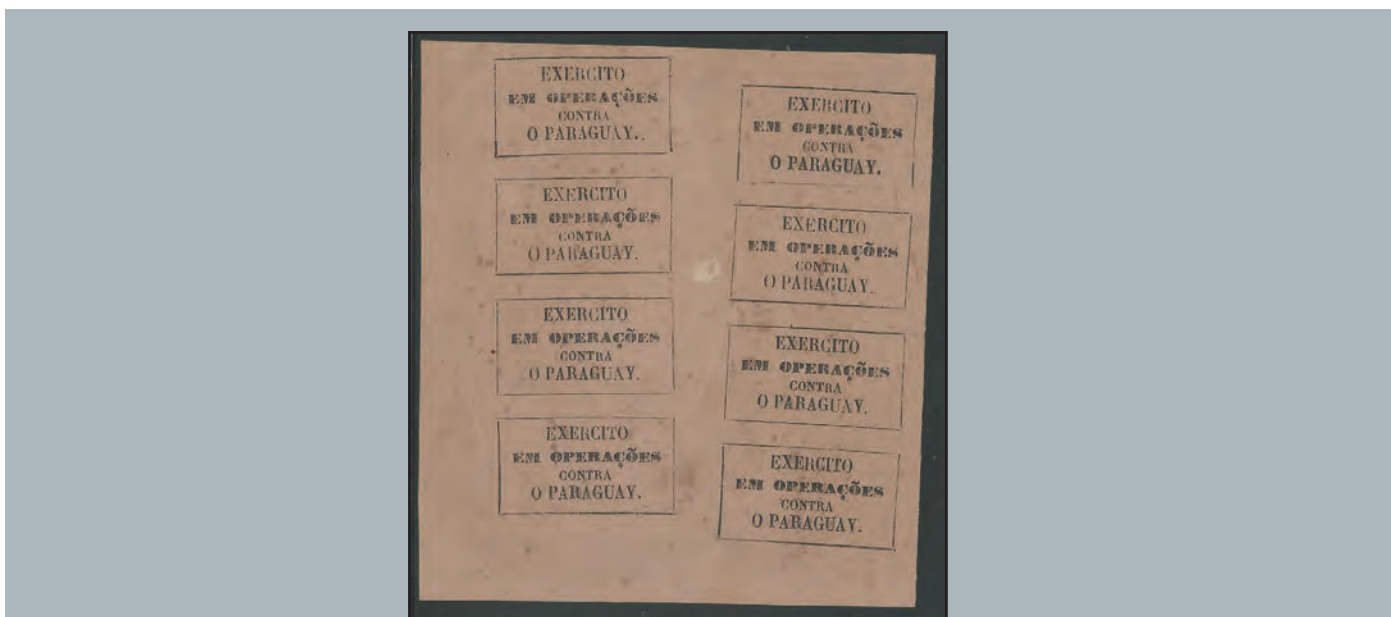 EXERCITO
EM OPERAÇÕES
CONTRA
O PARAGUAY.
EXERCITO
EM OPERAÇÕES
CONTRA
O PARAGUAY.
EXERCITO
EM OPERAÇÕES
CONTRA
O PARAGUAY.
EXERCITO
EM OPERAÇÕES
CONTRA
O PARAGUAY.
EXERCITO
EM OPERAÇÕES
CONTRA
O PARAGUAY.
EXERCITO
EM OPERAÇÕES
CONTRA
O PARAGUAY.
EXERCITO
EM OPERAÇÕES
CONTRA
O PARAGUAY.
EXERCITO
EM OPERAÇÕES
CONTRA
O PARAGUAY.